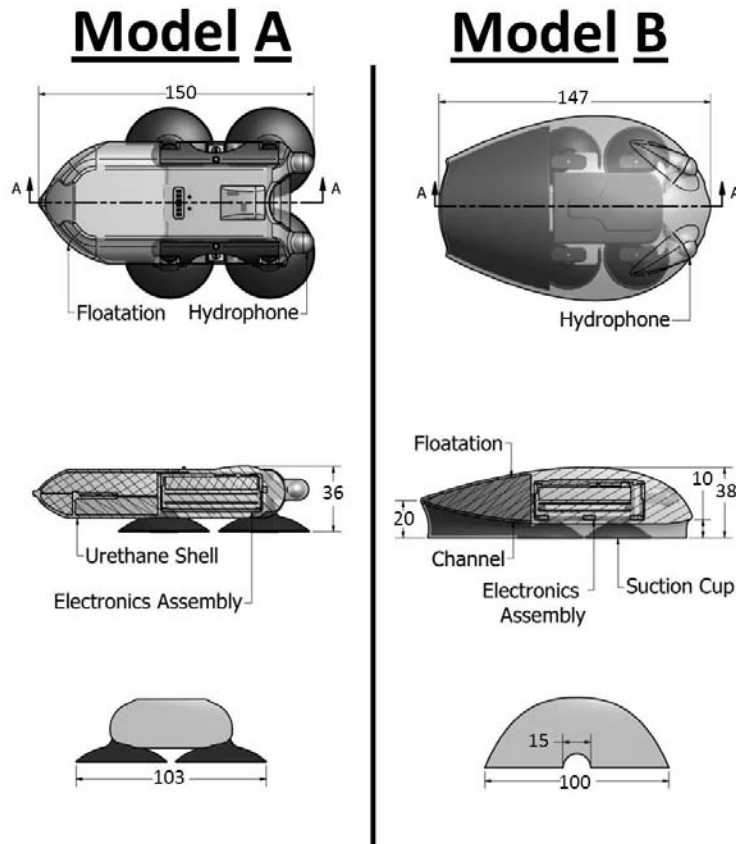 Model A
150
A
A
Floatation
Hydrophone
36
Urethane Shell
Electronics Assembly
103
Model B
147
A
A
Hydrophone
Floatation
10
38
20
Channel
Electronics
Assembly
Suction Cup
15
100